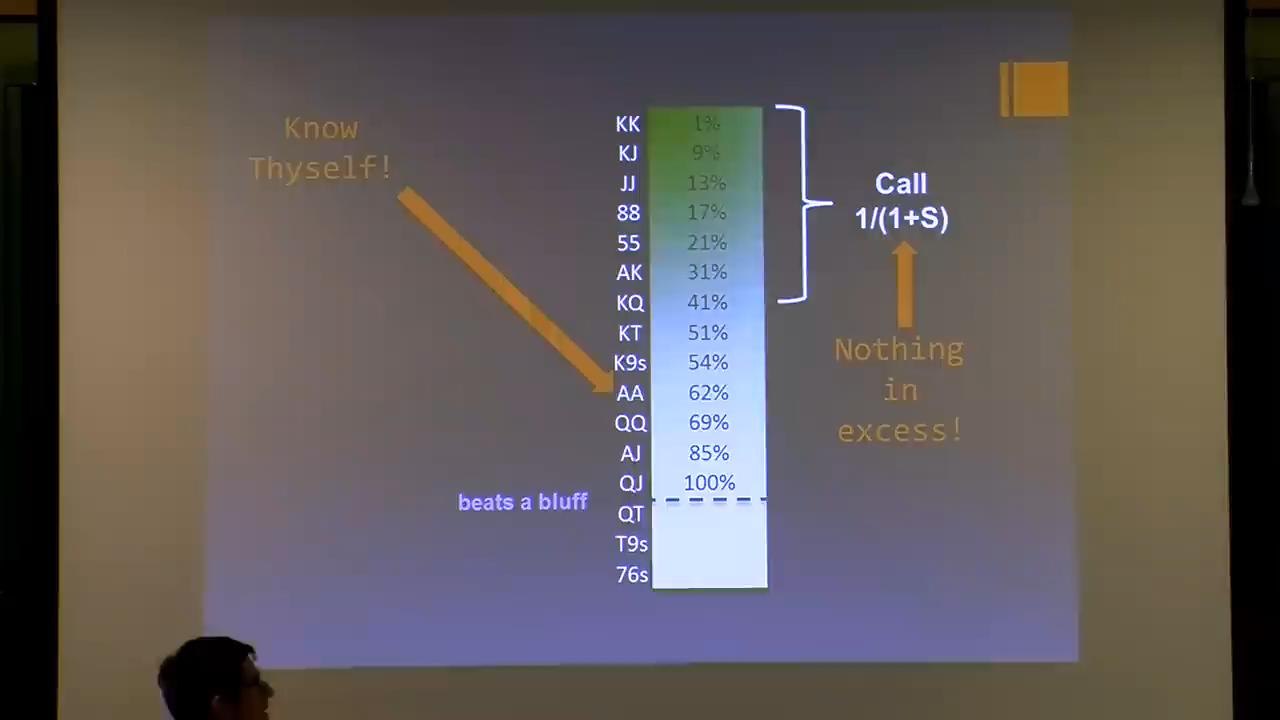 Know
Thyself!
KK 1%
KJ 9%
JJ 13%
88 17%
55 21%
AK 31%
KQ 41%
KT 51%
K9s 54%
AA 62%
QQ 69%
AJ 85%
QJ 100%
QT
T9s
76s
beats a bluff
Call
1/(1+S)
Nothing
in
excess!